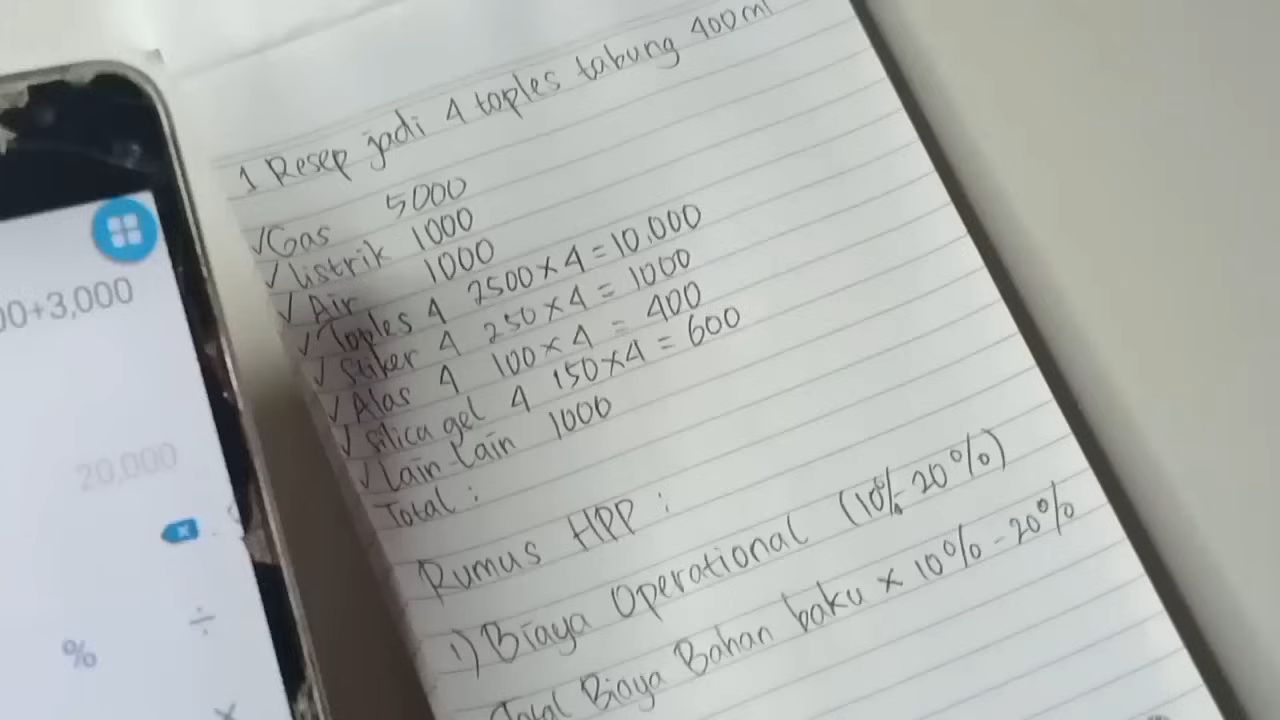 00+3,000
20,000
%
÷
×
1 Resep jadi 4 toples tabung 400 ml
√Gas 5000
√listrik 1000
√Air 1000
√Toples 4 2500×4=10.000
√Stiker 4 250×4=1000
√Alas 4 100×4=400
√silica gel 4 150×4=600
√lain-lain 1000
Total:
Rumus HPP:
1) Biaya Operational (10% 20%)
Total Biaya Bahan baku × 10%-20%